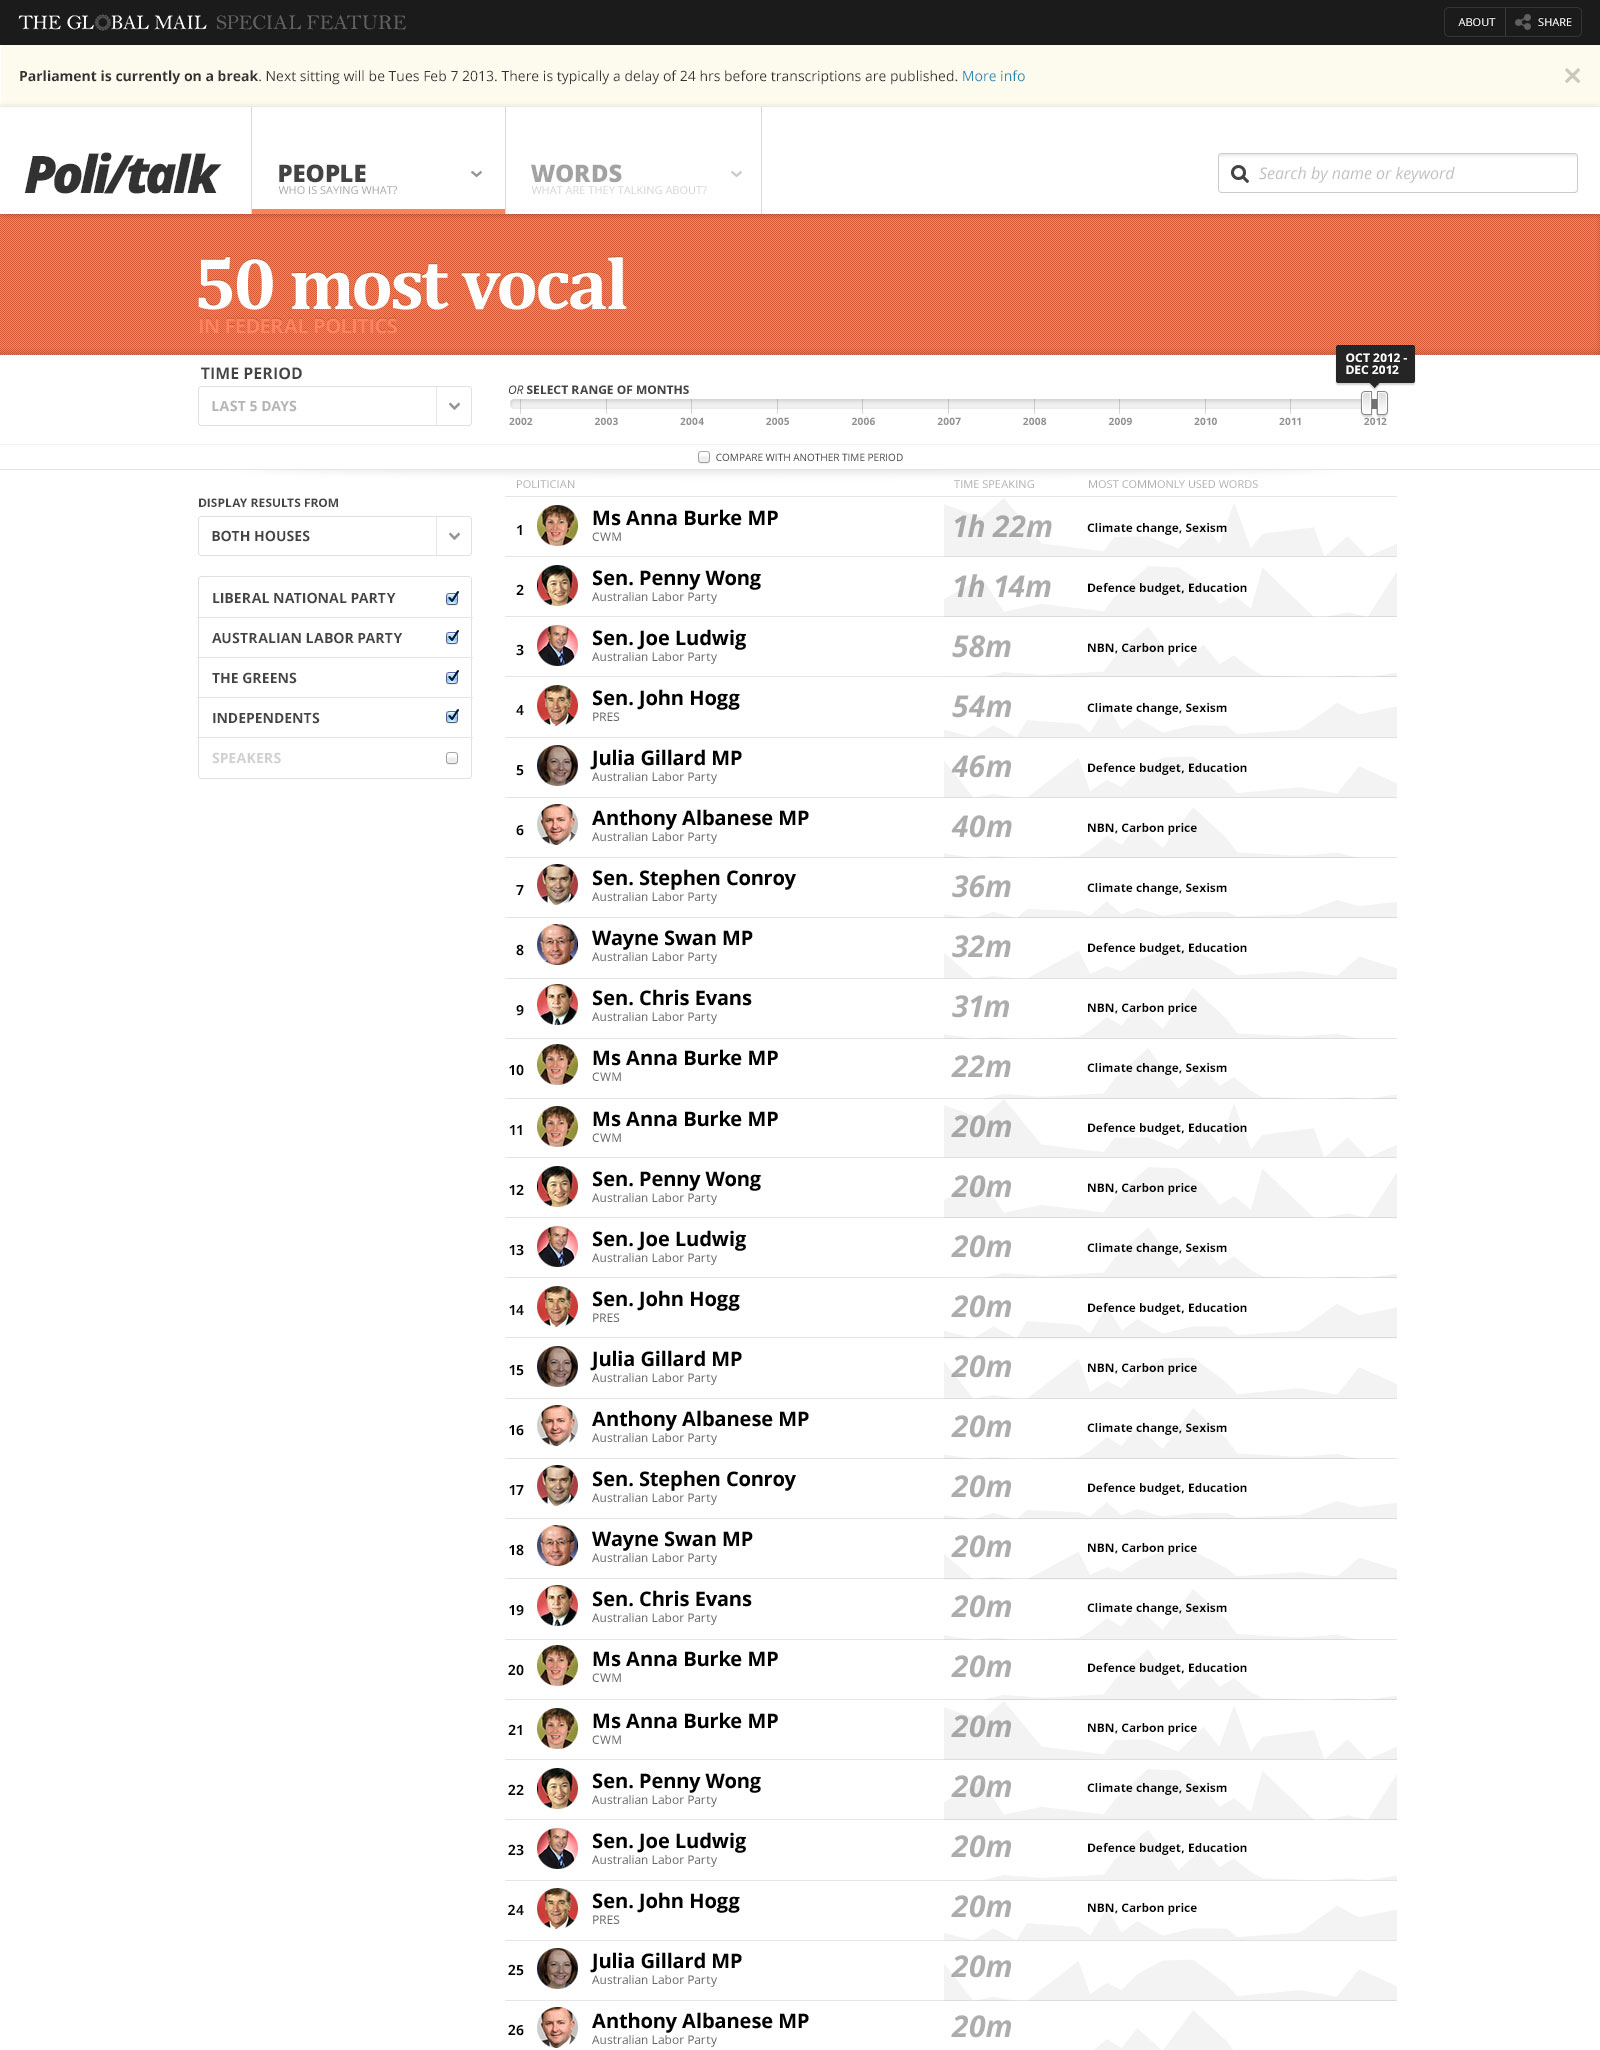 THE GLOBAL MAIL SPECIAL FEATURE
ABOUT
SHARE
Parliament is currently on a break. Next sitting will be Tues Feb 7 2013. There is typically a delay of 24 hrs before transcriptions are published. More info
Poli/talk
PEOPLE
WHO IS SAYING WHAT?
WORDS
WHAT ARE THEY TALKING ABOUT?
Search by name or keyword
50 most vocal
IN FEDERAL POLITICS
TIME PERIOD
LAST 5 DAYS
OR SELECT RANGE OF MONTHS
OCT 2012 -
DEC 2012
2002 2003 2004 2005 2006 2007 2008 2009 2010 2011 2012
COMPARE WITH ANOTHER TIME PERIOD
DISPLAY RESULTS FROM
BOTH HOUSES
LIBERAL NATIONAL PARTY
AUSTRALIAN LABOR PARTY
THE GREENS
INDEPENDENTS
SPEAKERS
POLITICIAN TIME SPEAKING MOST COMMONLY USED WORDS
1 Ms Anna Burke MP 1h 22m Climate change, Sexism
CWM
2 Sen. Penny Wong 1h 14m Defence budget, Education
Australian Labor Party
3 Sen. Joe Ludwig 58m NBN, Carbon price
Australian Labor Party
4 Sen. John Hogg 54m Climate change, Sexism
PRES
5 Julia Gillard MP 46m Defence budget, Education
Australian Labor Party
6 Anthony Albanese MP 40m NBN, Carbon price
Australian Labor Party
7 Sen. Stephen Conroy 36m Climate change, Sexism
Australian Labor Party
8 Wayne Swan MP 32m Defence budget, Education
Australian Labor Party
9 Sen. Chris Evans 31m NBN, Carbon price
Australian Labor Party
10 Ms Anna Burke MP 22m Climate change, Sexism
CWM
11 Ms Anna Burke MP 20m Defence budget, Education
CWM
12 Sen. Penny Wong 20m NBN, Carbon price
Australian Labor Party
13 Sen. Joe Ludwig 20m Climate change, Sexism
Australian Labor Party
14 Sen. John Hogg 20m Defence budget, Education
PRES
15 Julia Gillard MP 20m NBN, Carbon price
Australian Labor Party
16 Anthony Albanese MP 20m Climate change, Sexism
Australian Labor Party
17 Sen. Stephen Conroy 20m Defence budget, Education
Australian Labor Party
18 Wayne Swan MP 20m NBN, Carbon price
Australian Labor Party
19 Sen. Chris Evans 20m Climate change, Sexism
Australian Labor Party
20 Ms Anna Burke MP 20m Defence budget, Education
CWM
21 Ms Anna Burke MP 20m NBN, Carbon price
CWM
22 Sen. Penny Wong 20m Climate change, Sexism
Australian Labor Party
23 Sen. Joe Ludwig 20m Defence budget, Education
Australian Labor Party
24 Sen. John Hogg 20m NBN, Carbon price
PRES
25 Julia Gillard MP 20m
Australian Labor Party
26 Anthony Albanese MP 20m
Australian Labor Party